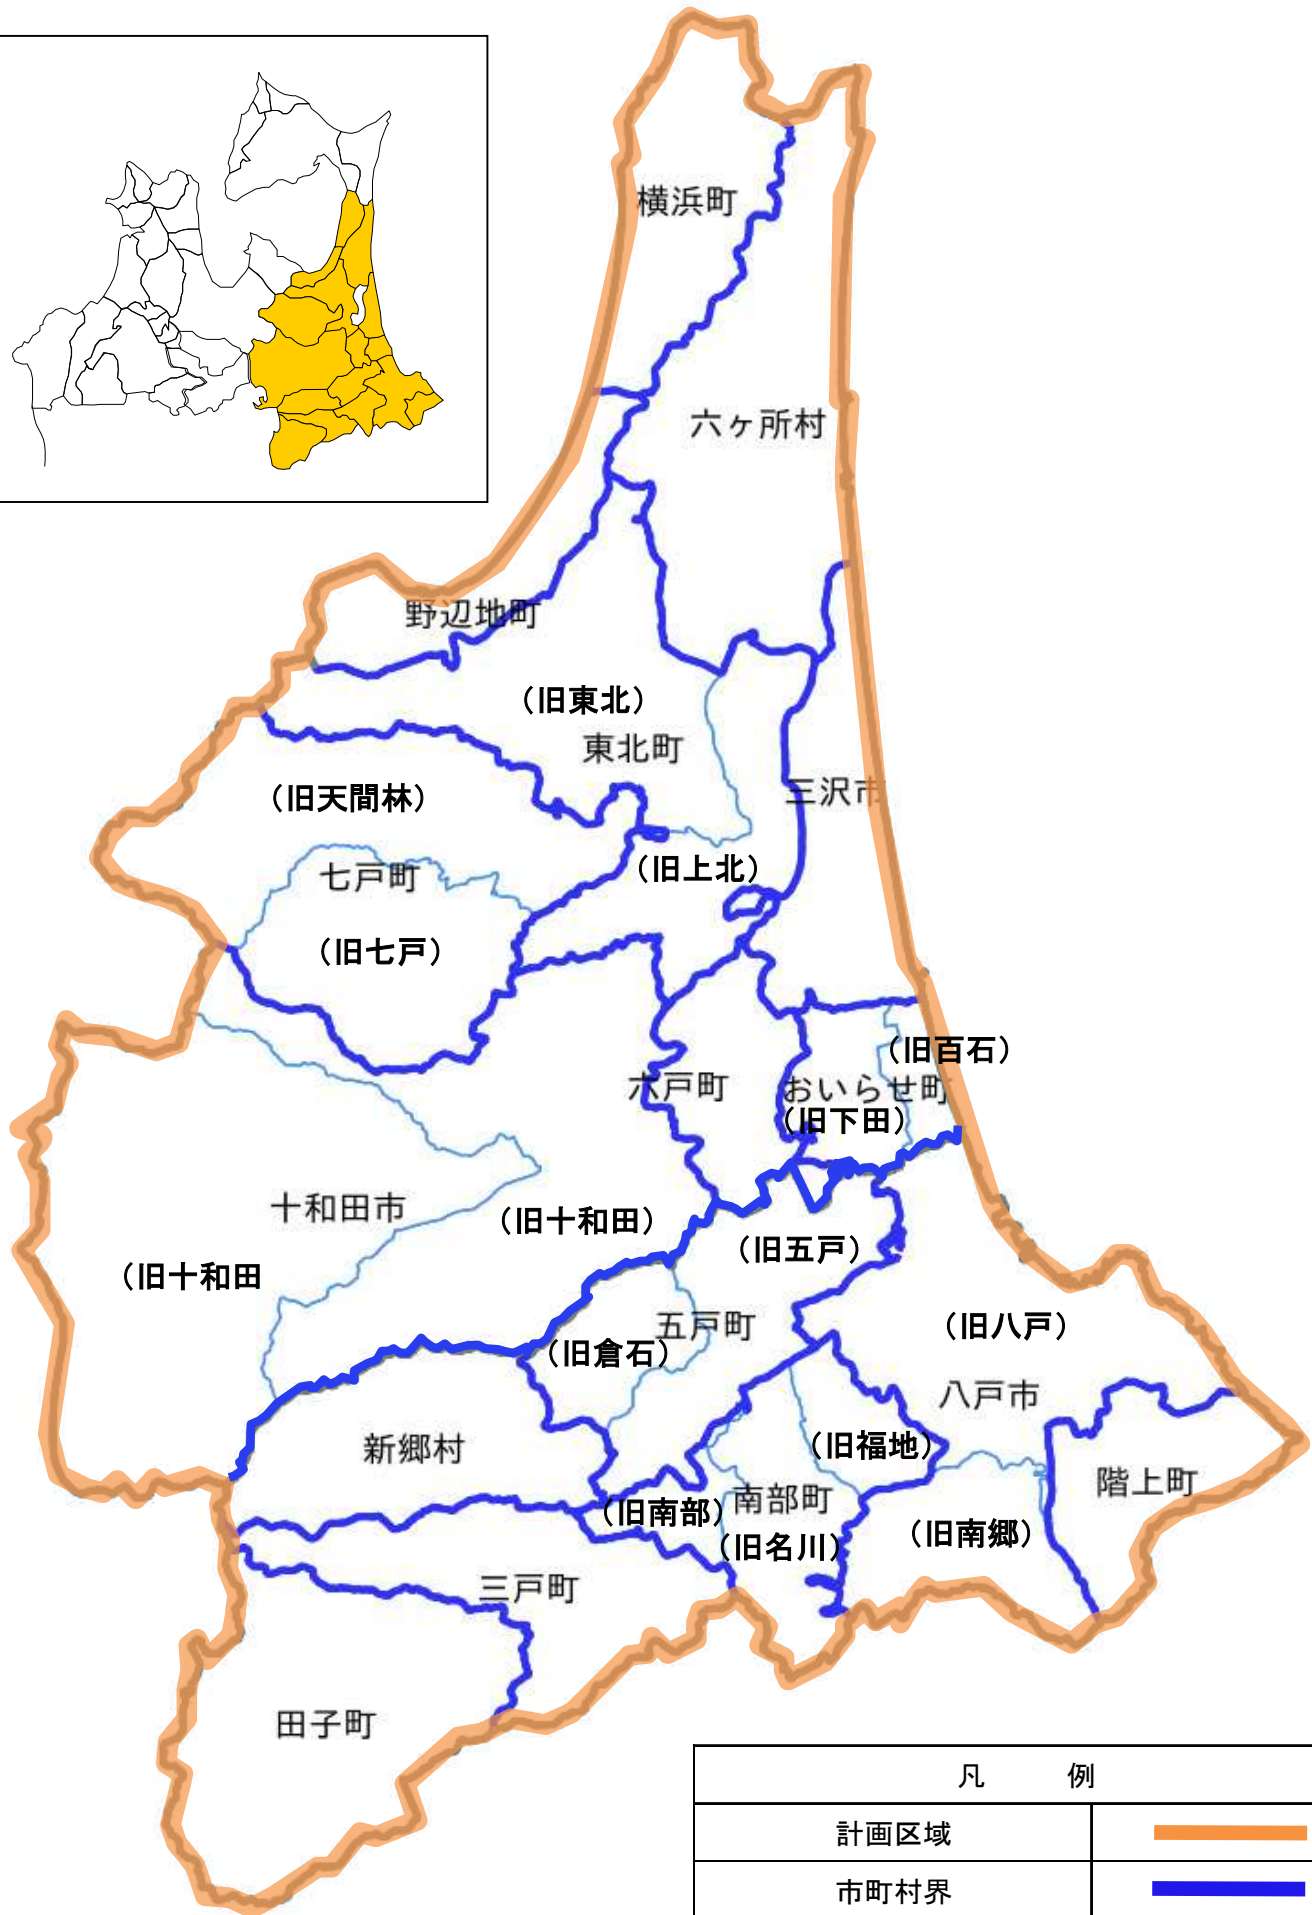 横浜町
六ヶ所村
野辺地町
（旧東北）
東北町
（旧天間林）
三沢市
（旧上北）
七戸町
（旧七戸）
（旧百石）
六戸町
おいらせ町
（旧下田）
十和田市
（旧十和田）
（旧五戸）
（旧十和田
五戸町
（旧八戸）
（旧倉石）
八戸市
新郷村
（旧福地）
階上町
南部町
（旧南部）
（旧南郷）
（旧名川）
三戸町
田子町
凡 例
計画区域
市町村界